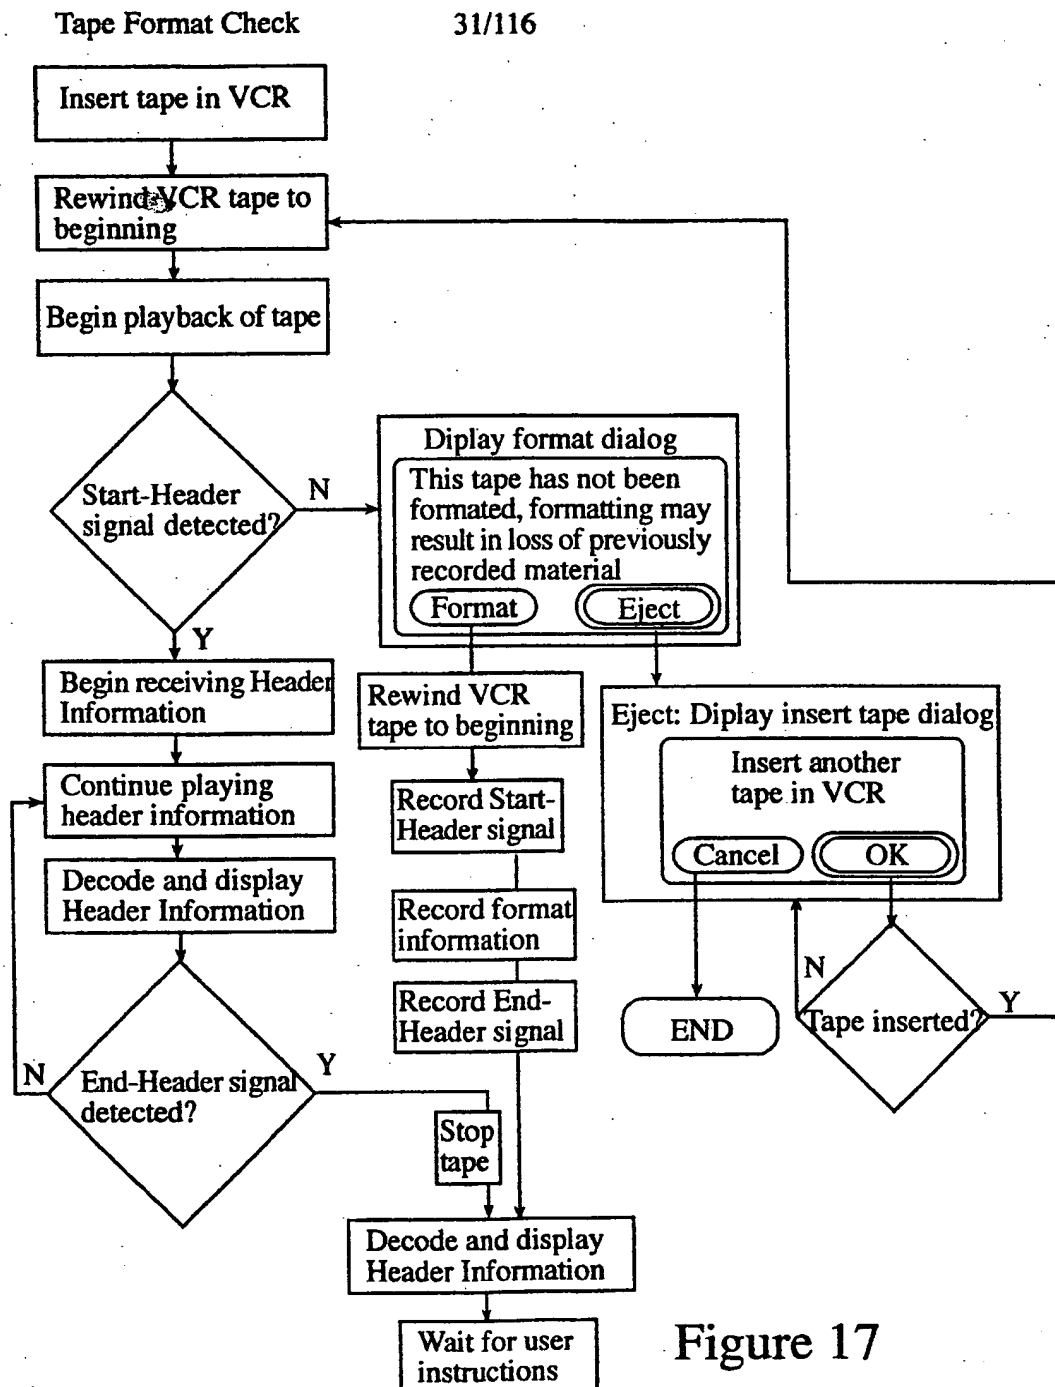 Tape Format Check
31/116
Insert tape in VCR
Rewind VCR tape to
beginning
Begin playback of tape
Start-Header
signal detected?
N
Y
Diplay format dialog
This tape has not been
formated, formatting may
result in loss of previously
recorded material
Format
Eject
Begin receiving Header
Information
Continue playing
header information
Decode and display
Header Information
End-Header signal
detected?
N
Y
Rewind VCR
tape to beginning
Record Start-
Header signal
Record format
information
Record End-
Header signal
Stop
tape
Eject: Diplay insert tape dialog
Insert another
tape in VCR
Cancel
OK
END
N
Tape inserted?
Y
Decode and display
Header Information
Wait for user
instructions
Figure 17